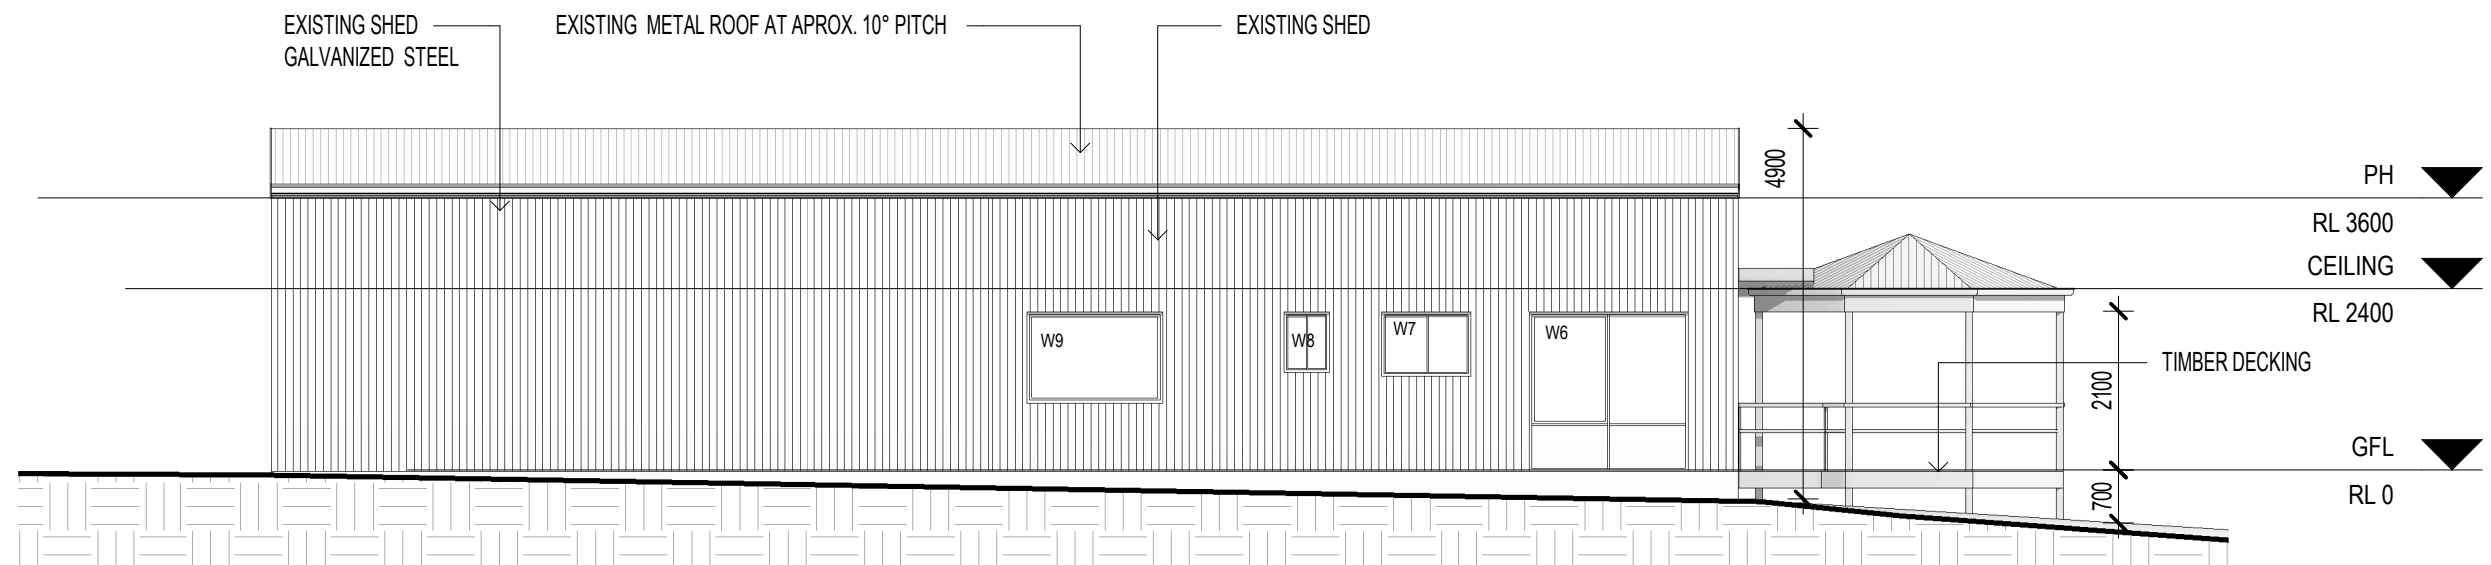 EXISTING SHED
GALVANIZED STEEL
EXISTING METAL ROOF AT APROX. 10° PITCH
EXISTING SHED
4900
PH
RL 3600
CEILING
RL 2400
W9
W8
W7
W6
TIMBER DECKING
2100
GFL
700
RL 0